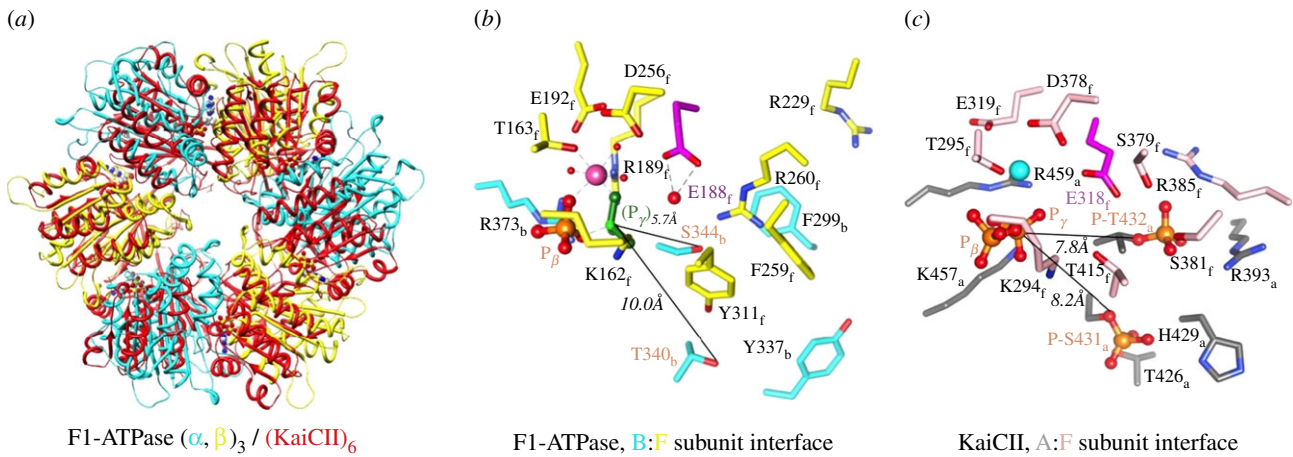 (a)
F1-ATPase (α, β)3 / (KaiCII)6
(b)
D256f
E192f
R229f
T163f
R189f
R260f
E188f
(Pγ) 5.7Å
F299b
R373b
S344b
Pβ
K162f
F259f
10.0Å
Y311f
T340b
Y337b
F1-ATPase, B:F subunit interface
(c)
D378f
E319f
S379f
T295f
R459a
R385f
E318f
Pγ
P-T432a
Pβ
7.8Å
S381f
K457a
T415f
R393a
K294f
8.2Å
P-S431a
H429a
T426a
KaiCII, A:F subunit interface